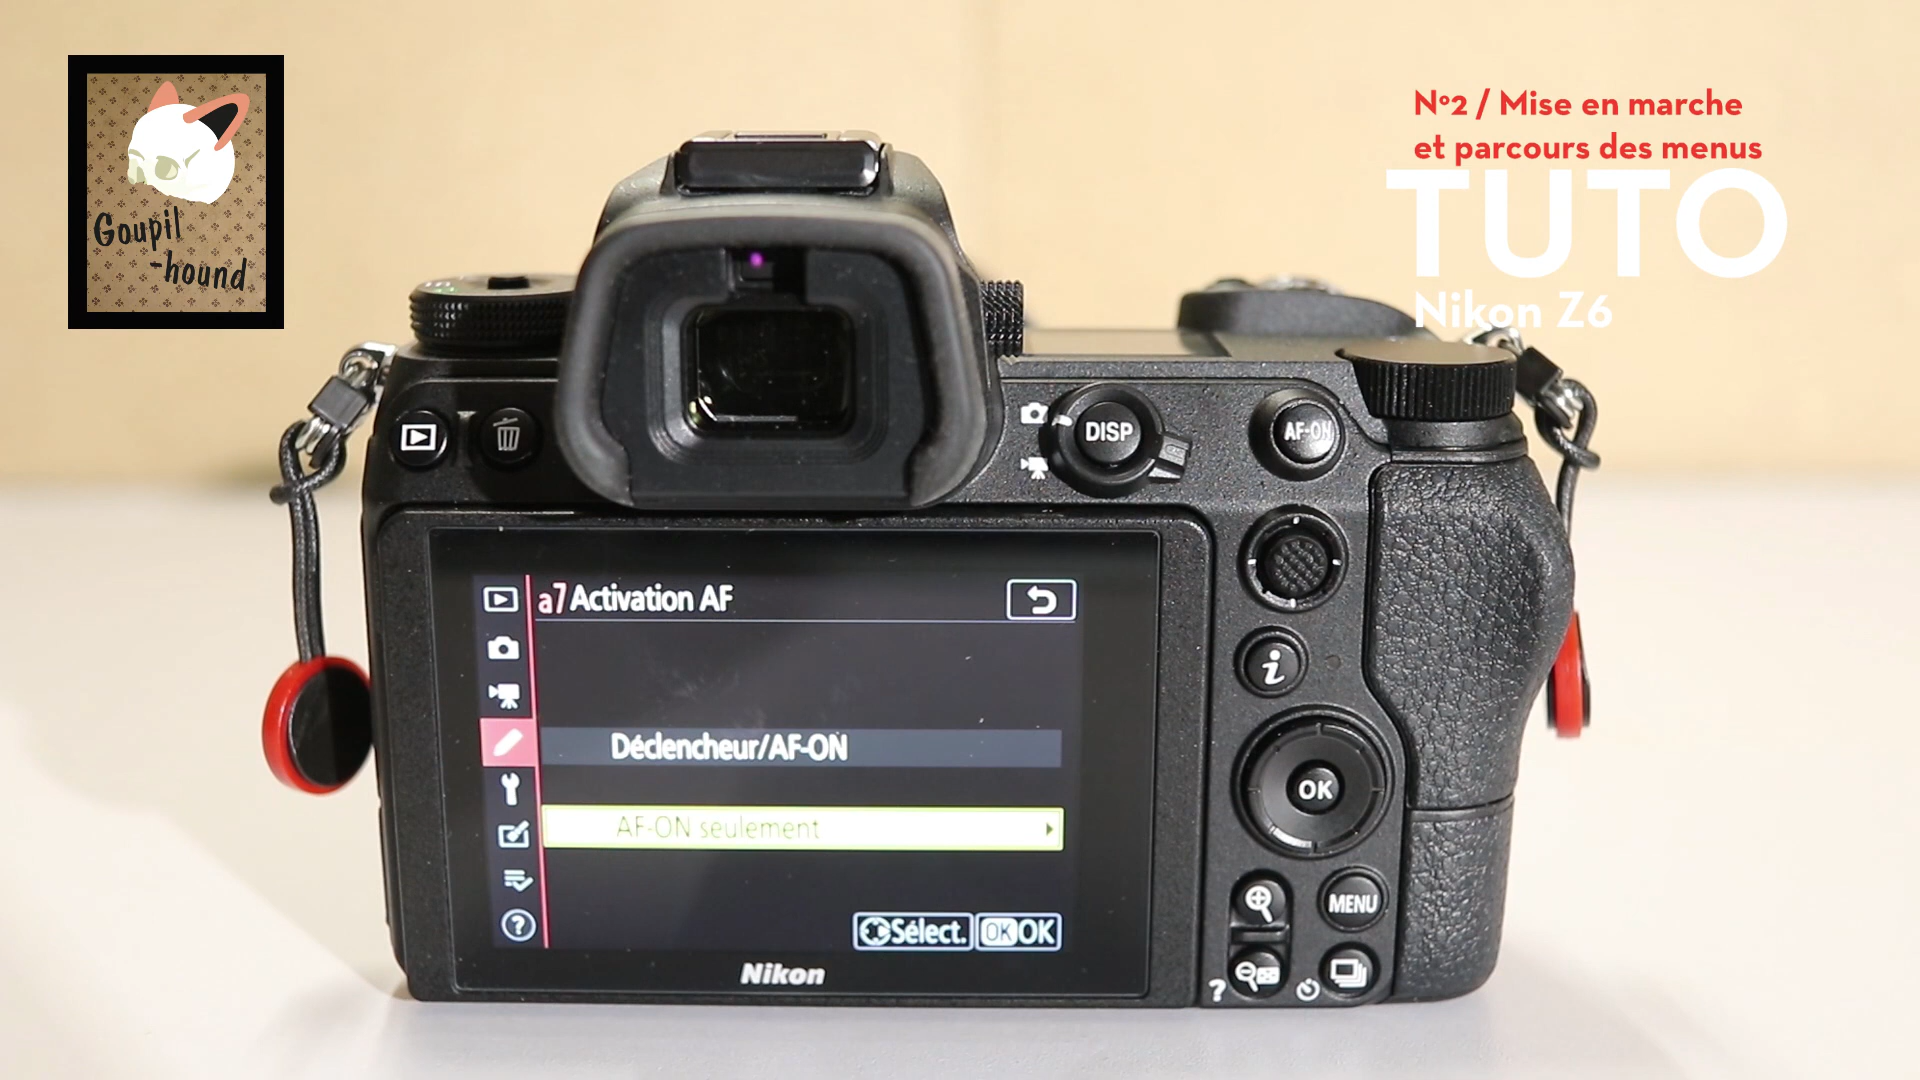 Goupil
-hound
N°2 / Mise en marche
et parcours des menus
TUTO
Nikon Z6
DISP
AF-ON
a7 Activation AF
Déclencheur/AF-ON
AF-ON seulement
Sélect.
OK OK
Nikon
i
OK
MENU
?